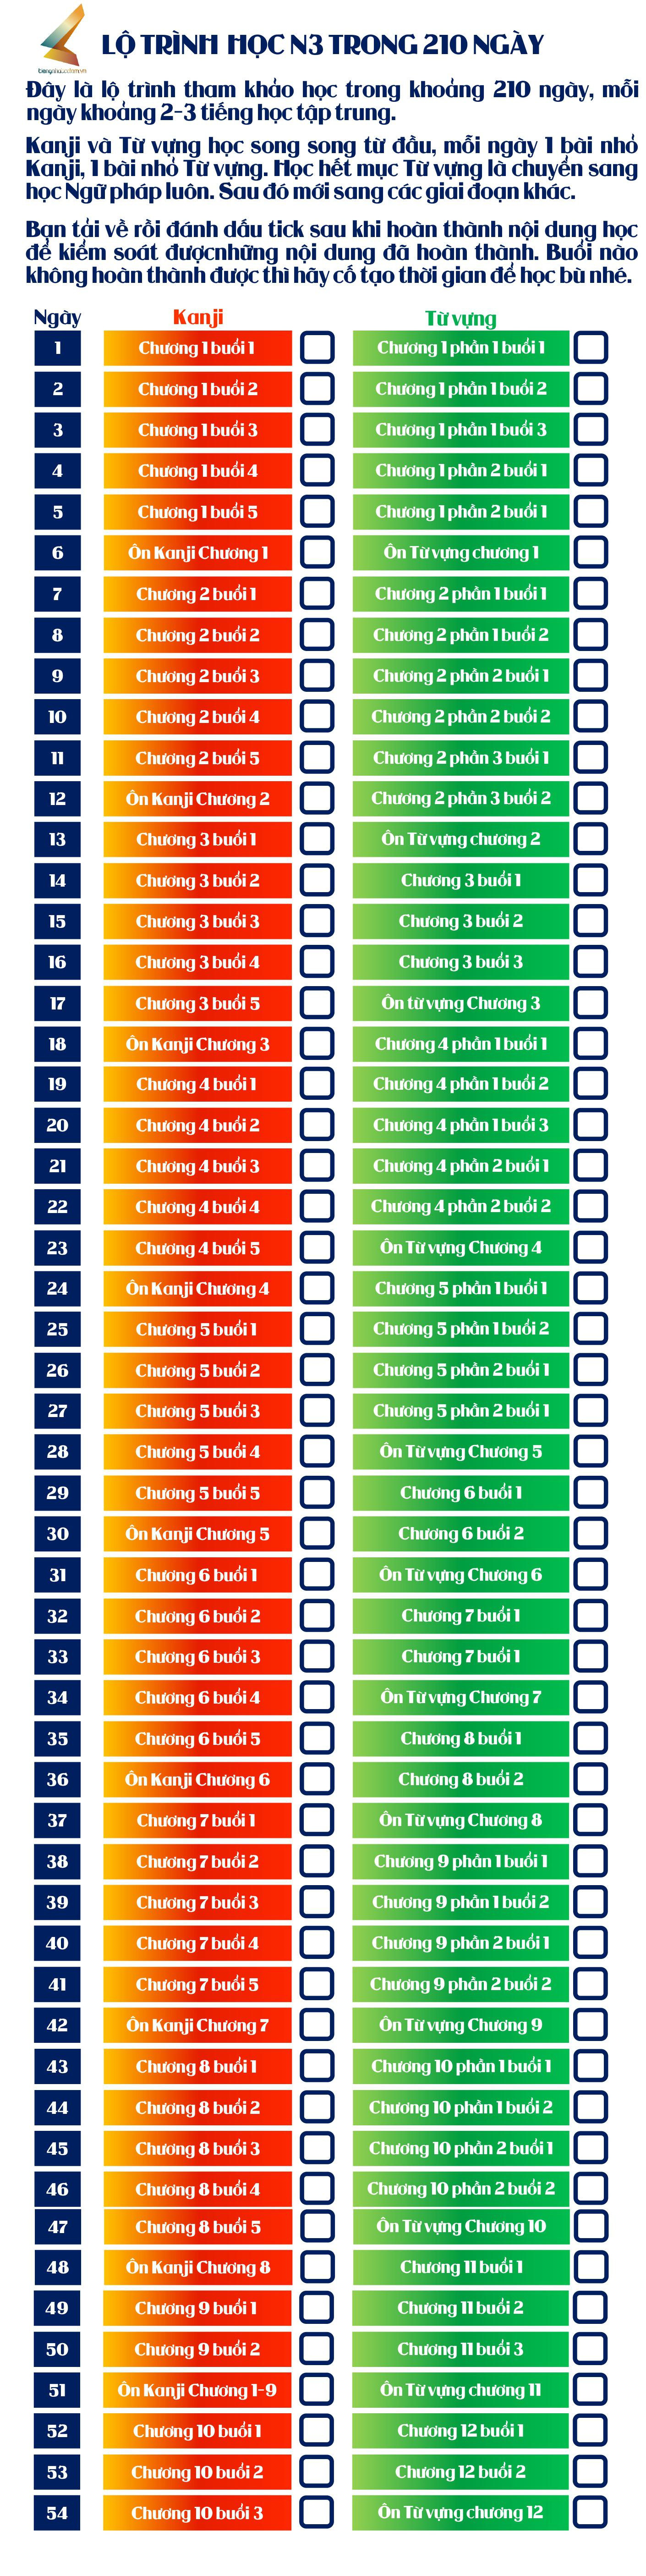 LỘ TRÌNH HỌC N3 TRONG 210 NGÀY
Đây là lộ trình tham khảo học trong khoảng 210 ngày, mỗi
ngày khoảng 2-3 tiếng học tập trung.
Kanji và Từ vựng học song song từ đầu, mỗi ngày 1 bài nhỏ
Kanji, 1 bài nhỏ Từ vựng. Học hết mục Từ vựng là chuyển sang
học Ngữ pháp luôn. Sau đó mới sang các giai đoạn khác.
Bạn tải về rồi đánh dấu tick sau khi hoàn thành nội dung học
để kiểm soát đượcnhững nội dung đã hoàn thành. Buổi nào
không hoàn thành được thì hãy cố tạo thời gian để học bù nhé.
Ngày Kanji Từ vựng
1 Chương 1 buổi 1 Chương 1 phần 1 buổi 1
2 Chương 1 buổi 2 Chương 1 phần 1 buổi 2
3 Chương 1 buổi 3 Chương 1 phần 1 buổi 3
4 Chương 1 buổi 4 Chương 1 phần 2 buổi 1
5 Chương 1 buổi 5 Chương 1 phần 2 buổi 1
6 Ôn Kanji Chương 1 Ôn Từ vựng chương 1
7 Chương 2 buổi 1 Chương 2 phần 1 buổi 1
8 Chương 2 buổi 2 Chương 2 phần 1 buổi 2
9 Chương 2 buổi 3 Chương 2 phần 2 buổi 1
10 Chương 2 buổi 4 Chương 2 phần 2 buổi 2
11 Chương 2 buổi 5 Chương 2 phần 3 buổi 1
12 Ôn Kanji Chương 2 Chương 2 phần 3 buổi 2
13 Chương 3 buổi 1 Ôn Từ vựng chương 2
14 Chương 3 buổi 2 Chương 3 buổi 1
15 Chương 3 buổi 3 Chương 3 buổi 2
16 Chương 3 buổi 4 Chương 3 buổi 3
17 Chương 3 buổi 5 Ôn từ vựng Chương 3
18 Ôn Kanji Chương 3 Chương 4 phần 1 buổi 1
19 Chương 4 buổi 1 Chương 4 phần 1 buổi 2
20 Chương 4 buổi 2 Chương 4 phần 1 buổi 3
21 Chương 4 buổi 3 Chương 4 phần 2 buổi 1
22 Chương 4 buổi 4 Chương 4 phần 2 buổi 2
23 Chương 4 buổi 5 Ôn Từ vựng Chương 4
24 Ôn Kanji Chương 4 Chương 5 phần 1 buổi 1
25 Chương 5 buổi 1 Chương 5 phần 1 buổi 2
26 Chương 5 buổi 2 Chương 5 phần 2 buổi 1
27 Chương 5 buổi 3 Chương 5 phần 2 buổi 1
28 Chương 5 buổi 4 Ôn Từ vựng Chương 5
29 Chương 5 buổi 5 Chương 6 buổi 1
30 Ôn Kanji Chương 5 Chương 6 buổi 2
31 Chương 6 buổi 1 Ôn Từ vựng Chương 6
32 Chương 6 buổi 2 Chương 7 buổi 1
33 Chương 6 buổi 3 Chương 7 buổi 1
34 Chương 6 buổi 4 Ôn Từ vựng Chương 7
35 Chương 6 buổi 5 Chương 8 buổi 1
36 Ôn Kanji Chương 6 Chương 8 buổi 2
37 Chương 7 buổi 1 Ôn Từ vựng Chương 8
38 Chương 7 buổi 2 Chương 9 phần 1 buổi 1
39 Chương 7 buổi 3 Chương 9 phần 1 buổi 2
40 Chương 7 buổi 4 Chương 9 phần 2 buổi 1
41 Chương 7 buổi 5 Chương 9 phần 2 buổi 2
42 Ôn Kanji Chương 7 Ôn Từ vựng Chương 9
43 Chương 8 buổi 1 Chương 10 phần 1 buổi 1
44 Chương 8 buổi 2 Chương 10 phần 1 buổi 2
45 Chương 8 buổi 3 Chương 10 phần 2 buổi 1
46 Chương 8 buổi 4 Chương 10 phần 2 buổi 2
47 Chương 8 buổi 5 Ôn Từ vựng Chương 10
48 Ôn Kanji Chương 8 Chương 11 buổi 1
49 Chương 9 buổi 1 Chương 11 buổi 2
50 Chương 9 buổi 2 Chương 11 buổi 3
51 Ôn Kanji Chương 1-9 Ôn Từ vựng chương 11
52 Chương 10 buổi 1 Chương 12 buổi 1
53 Chương 10 buổi 2 Chương 12 buổi 2
54 Chương 10 buổi 3 Ôn Từ vựng chương 12